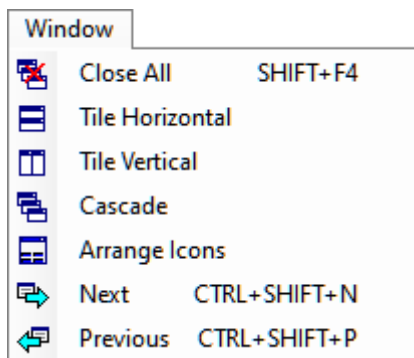 Window
Close All SHIFT+F4
Tile Horizontal
Tile Vertical
Cascade
Arrange Icons
Next CTRL+SHIFT+N
Previous CTRL+SHIFT+P